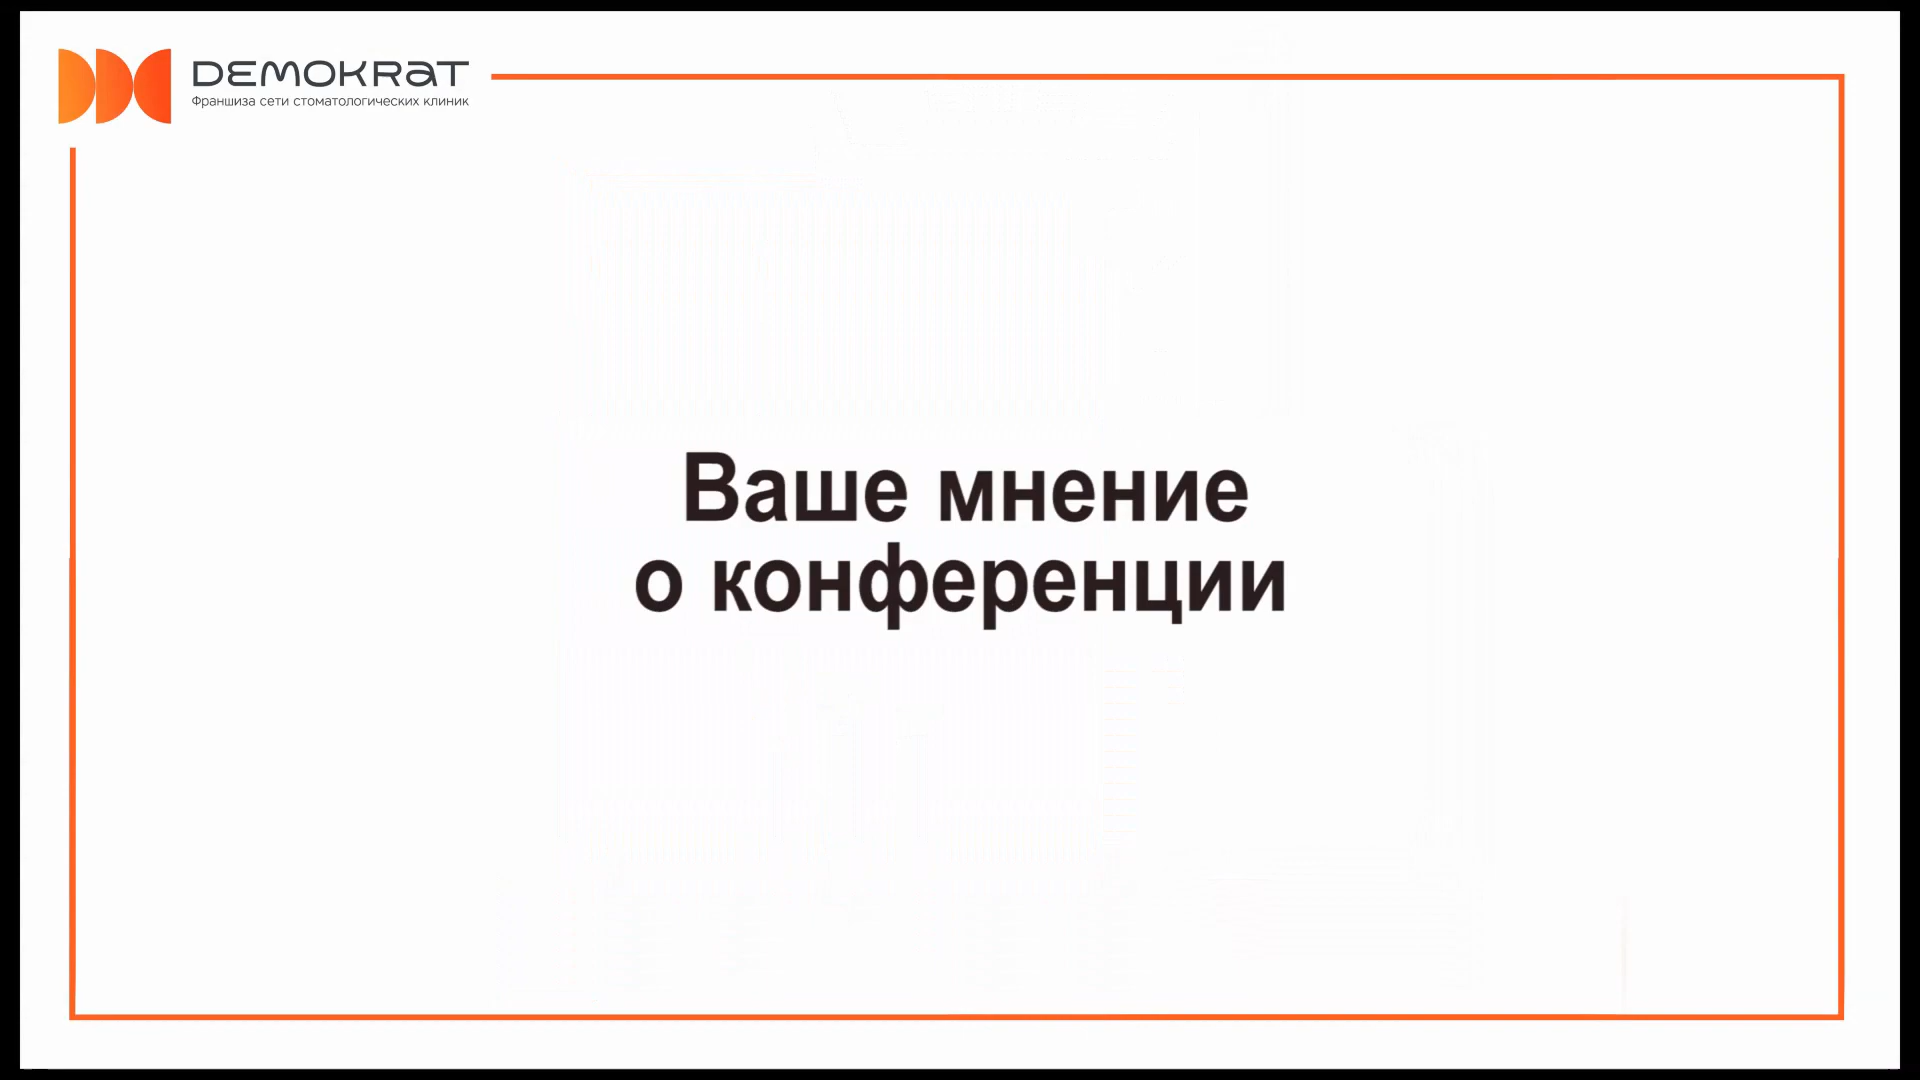 DEMOKRAT
Франшиза сети стоматологических клиник
Ваше мнение
о конференции